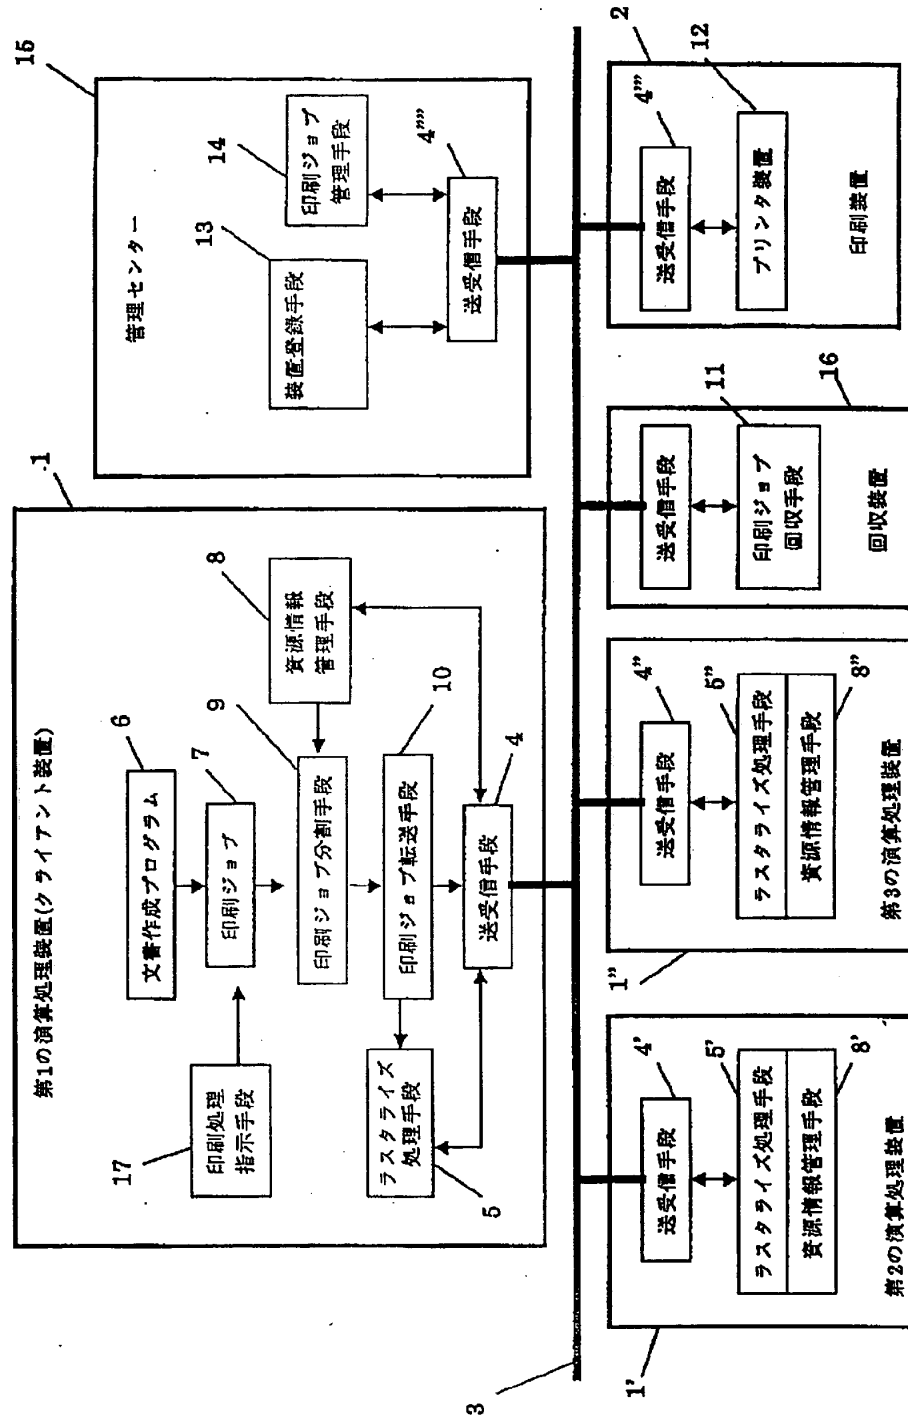 第1の演算処理装置(クライアント装置)
1
文書作成プログラム
6
印刷処理
指示手段
17
印刷ジョブ
7
資源情報
管理手段
8
印刷ジョブ分割手段
9
ラスタライズ
処理手段
5
印刷ジョブ転送手段
10
送受信手段
4
管理センター
15
装置登録手段
13
印刷ジョブ
管理手段
14
送受信手段
4''''
3
1'
送受信手段
4'
ラスタライズ処理手段
5'
資源情報管理手段
8'
第2の演算処理装置
1''
送受信手段
4''
ラスタライズ処理手段
5''
資源情報管理手段
8''
第3の演算処理装置
送受信手段
印刷ジョブ
回収手段
11
回収装置
16
2
送受信手段
4'''
プリンタ装置
12
印刷装置